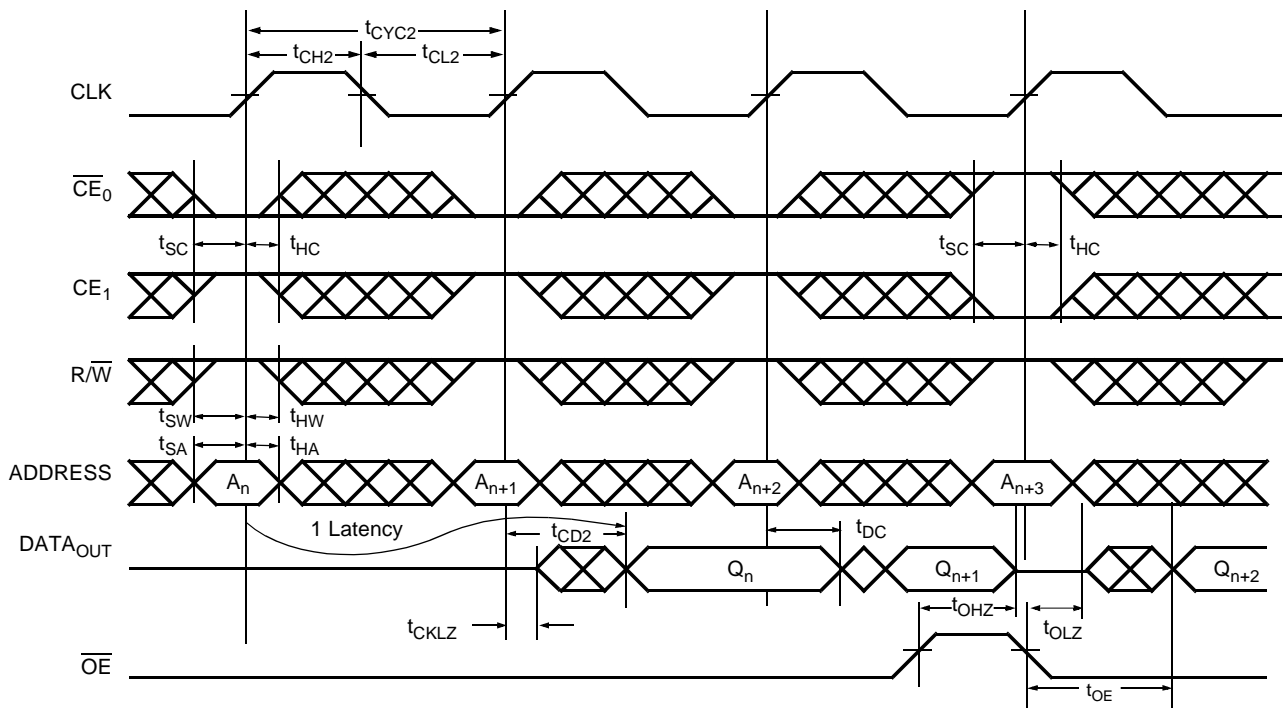 tCYC2
tCH2 tCL2
CLK
CE0
tSC tHC tSC tHC
CE1
R/W
tSW tHW
tSA tHA
ADDRESS An An+1 An+2 An+3
1 Latency tCD2 tDC
DATAOUT Qn Qn+1 Qn+2
tOHZ
tCKLZ tOLZ
OE
tOE